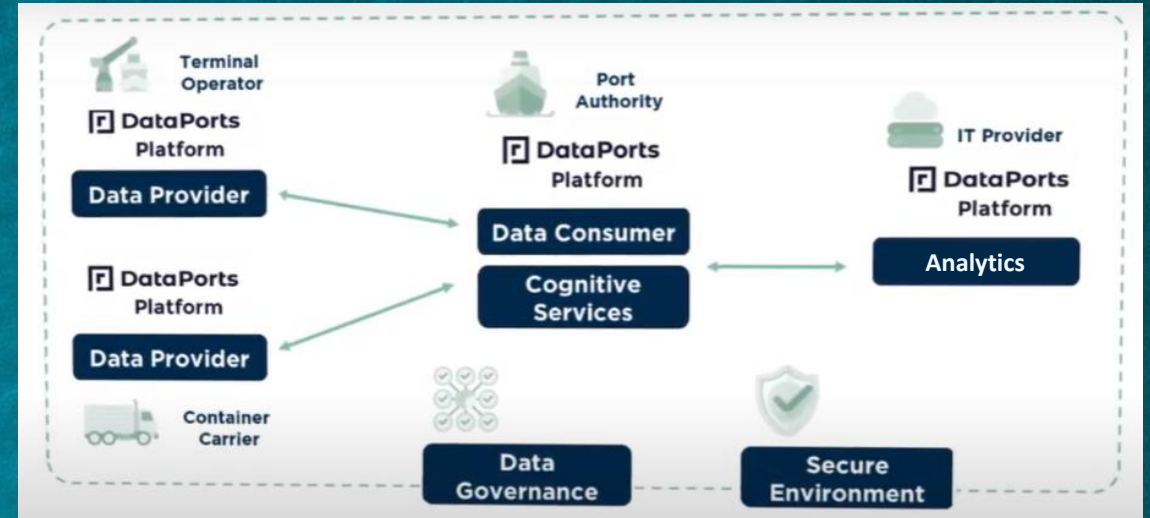 Terminal
Operator
DataPorts
Platform
Data Provider
DataPorts
Platform
Data Provider
Container
Carrier
Port
Authority
DataPorts
Platform
Data Consumer
Cognitive
Services
IT Provider
DataPorts
Platform
Analytics
Data
Governance
Secure
Environment